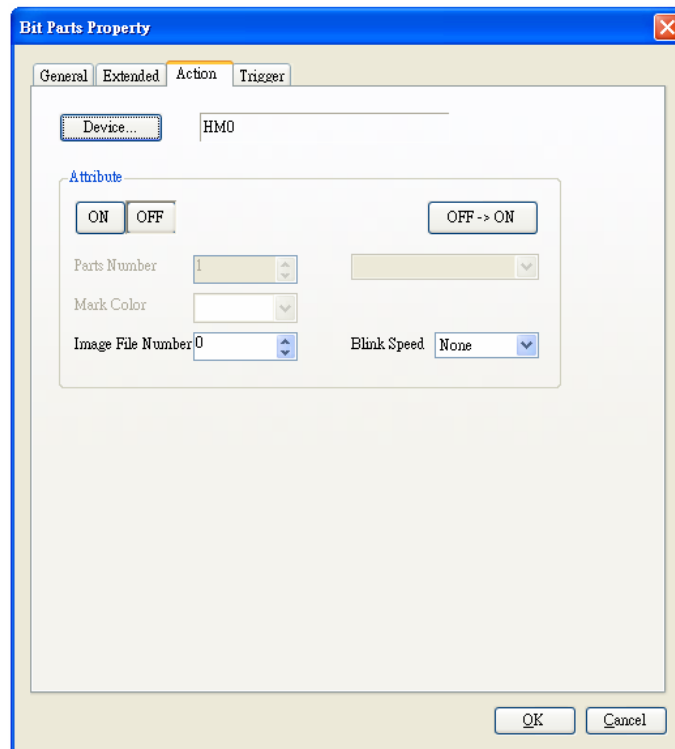 Bit Parts Property
General Extended Action Trigger
Device... HM0
Attribute
ON OFF OFF -> ON
Parts Number 1
Mark Color
Image File Number 0 Blink Speed None
OK Cancel